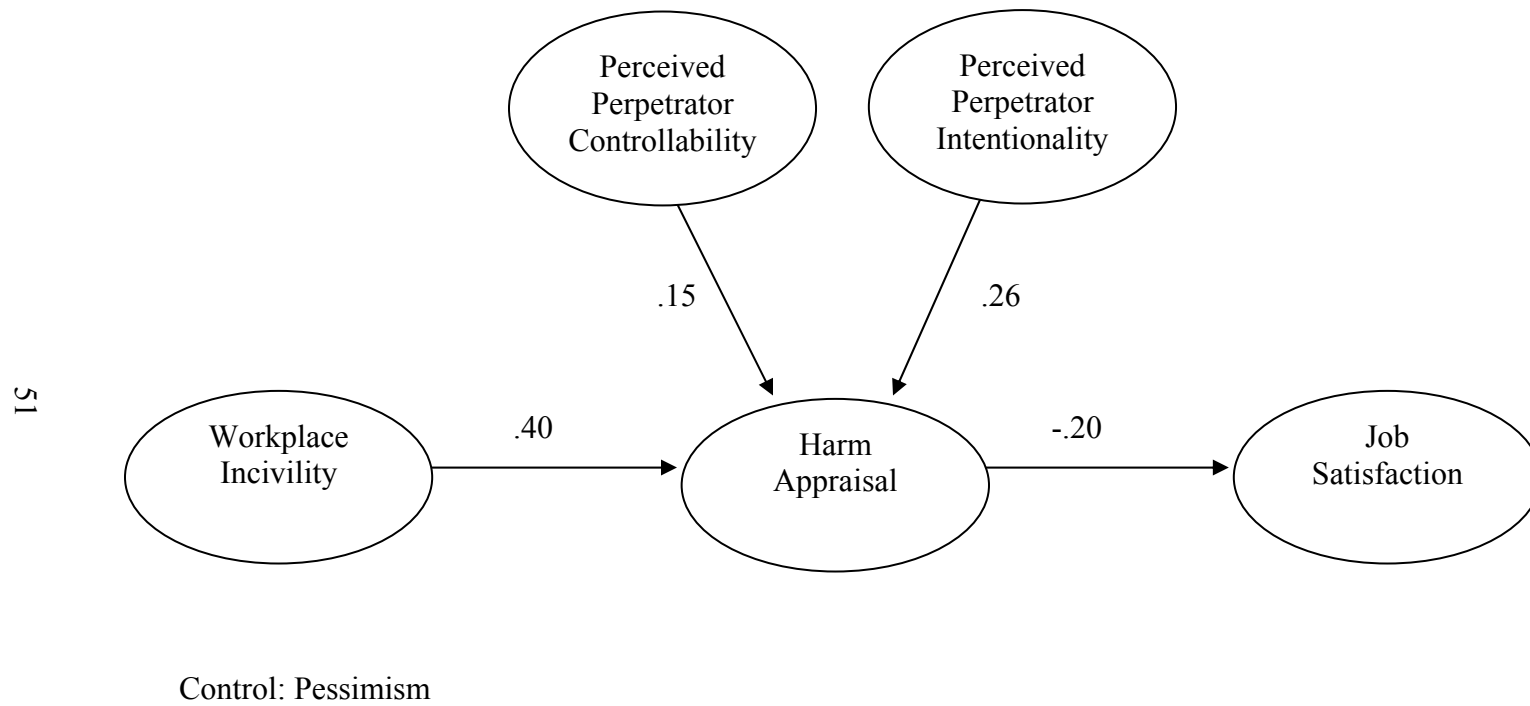 Perceived
Perpetrator
Controllability
Perceived
Perpetrator
Intentionality
.15
.26
51
Workplace
Incivility
.40
Harm
Appraisal
-.20
Job
Satisfaction
Control: Pessimism